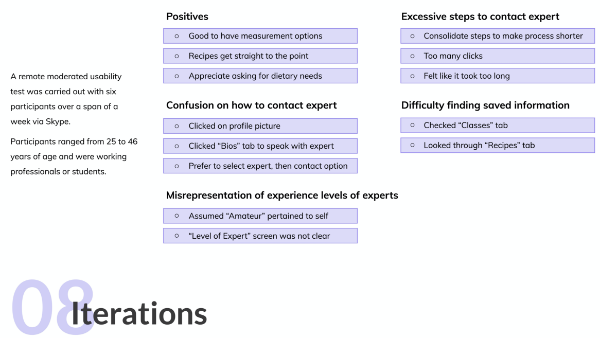 A remote moderated usability
test was carried out with six
participants over a span of a
week via Skype.
Participants ranged from 25 to 46
years of age and were working
professionals or students.
Positives
○ Good to have measurement options
○ Recipes get straight to the point
○ Appreciate asking for dietary needs
Confusion on how to contact expert
○ Clicked on profile picture
○ Clicked “Bios” tab to speak with expert
○ Prefer to select expert, then contact option
Misrepresentation of experience levels of experts
○ Assumed “Amateur” pertained to self
○ “Level of Expert” screen was not clear
Excessive steps to contact expert
○ Consolidate steps to make process shorter
○ Too many clicks
○ Felt like it took too long
Difficulty finding saved information
○ Checked “Classes” tab
○ Looked through “Recipes” tab
08
Iterations